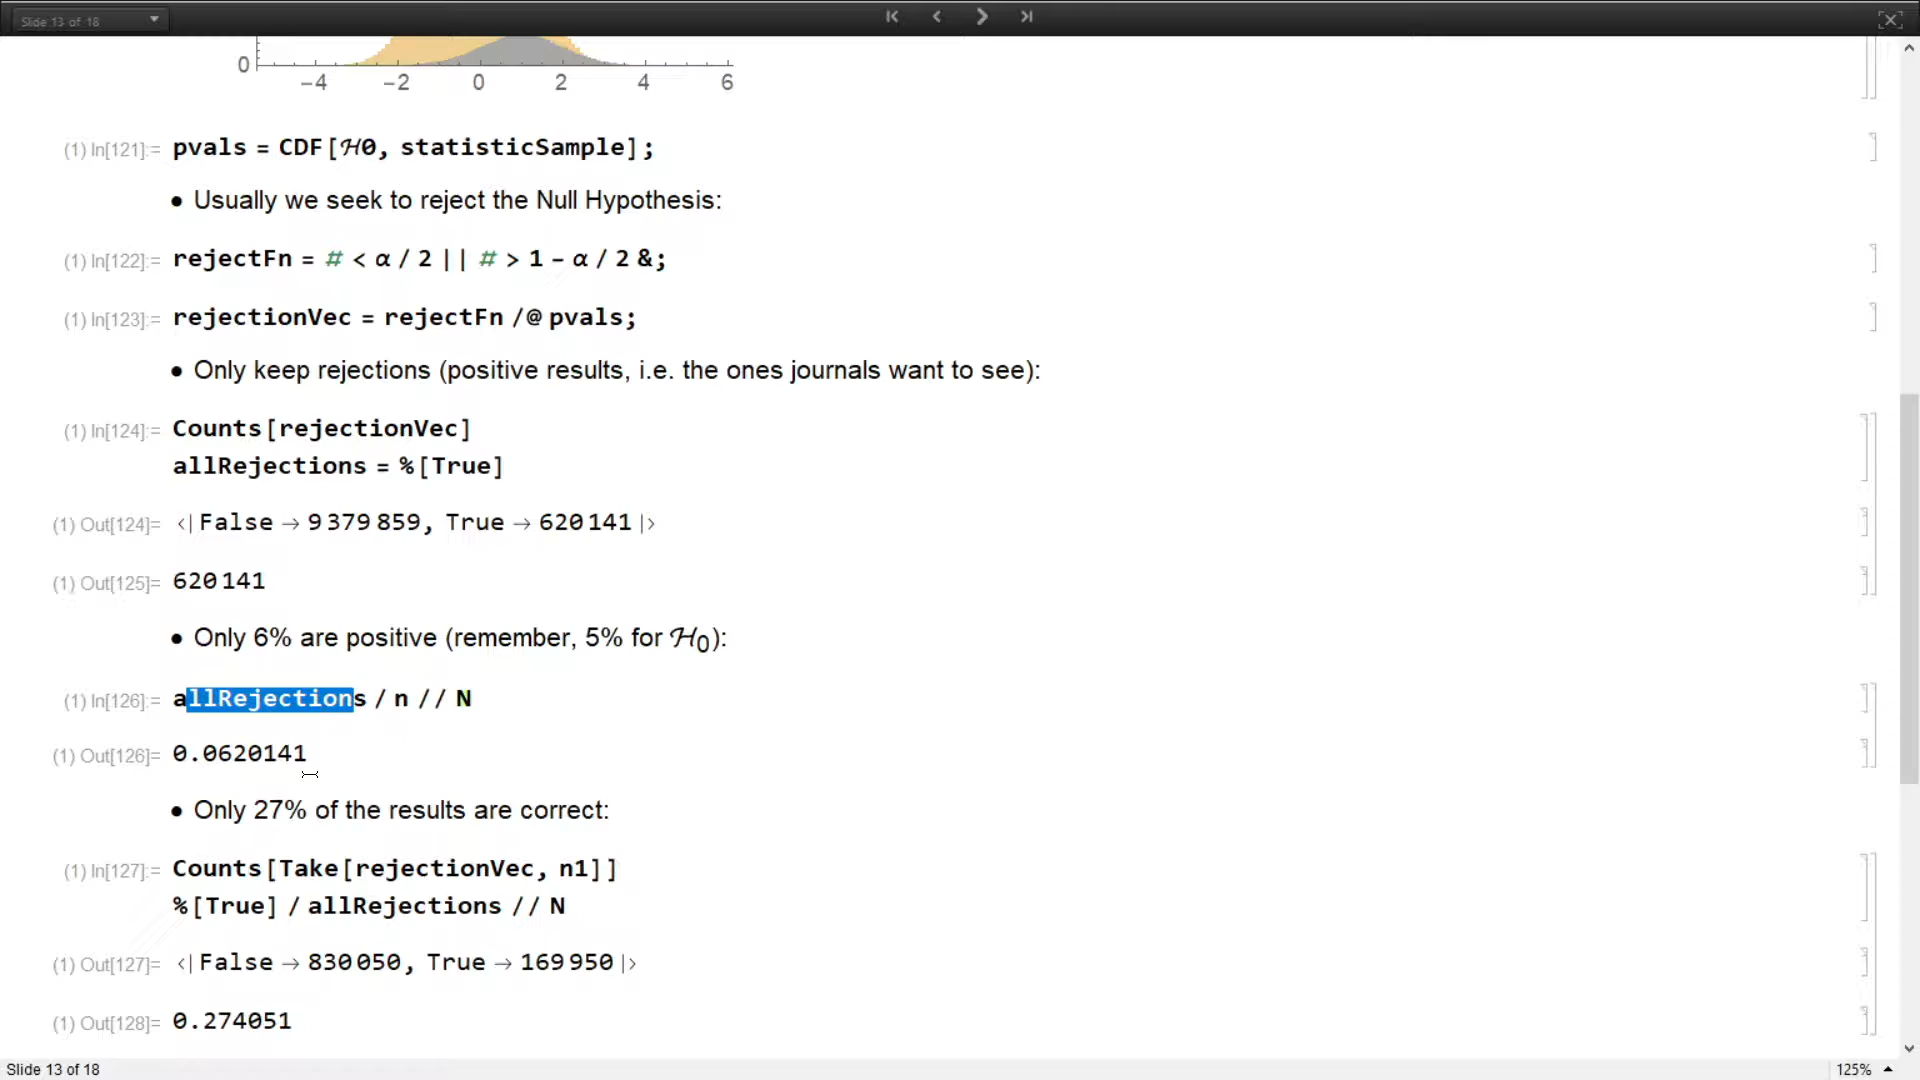 Slide 13 of 18
0
−4 −2 0 2 4 6
(1) In[121]:= pvals = CDF[ℋ0, statisticSample];
• Usually we seek to reject the Null Hypothesis:
(1) In[122]:= rejectFn = # < α / 2 || # > 1 - α / 2 &;
(1) In[123]:= rejectionVec = rejectFn /@ pvals;
• Only keep rejections (positive results, i.e. the ones journals want to see):
(1) In[124]:= Counts[rejectionVec]
allRejections = %[True]
(1) Out[124]= <| False → 9 379 859, True → 620 141 |>
(1) Out[125]= 620 141
• Only 6% are positive (remember, 5% for ℋ0):
(1) In[126]:= allRejections / n // N
(1) Out[126]= 0.0620141
• Only 27% of the results are correct:
(1) In[127]:= Counts[Take[rejectionVec, n1]]
%[True] / allRejections // N
(1) Out[127]= <| False → 830 050, True → 169 950 |>
(1) Out[128]= 0.274051
Slide 13 of 18 125%